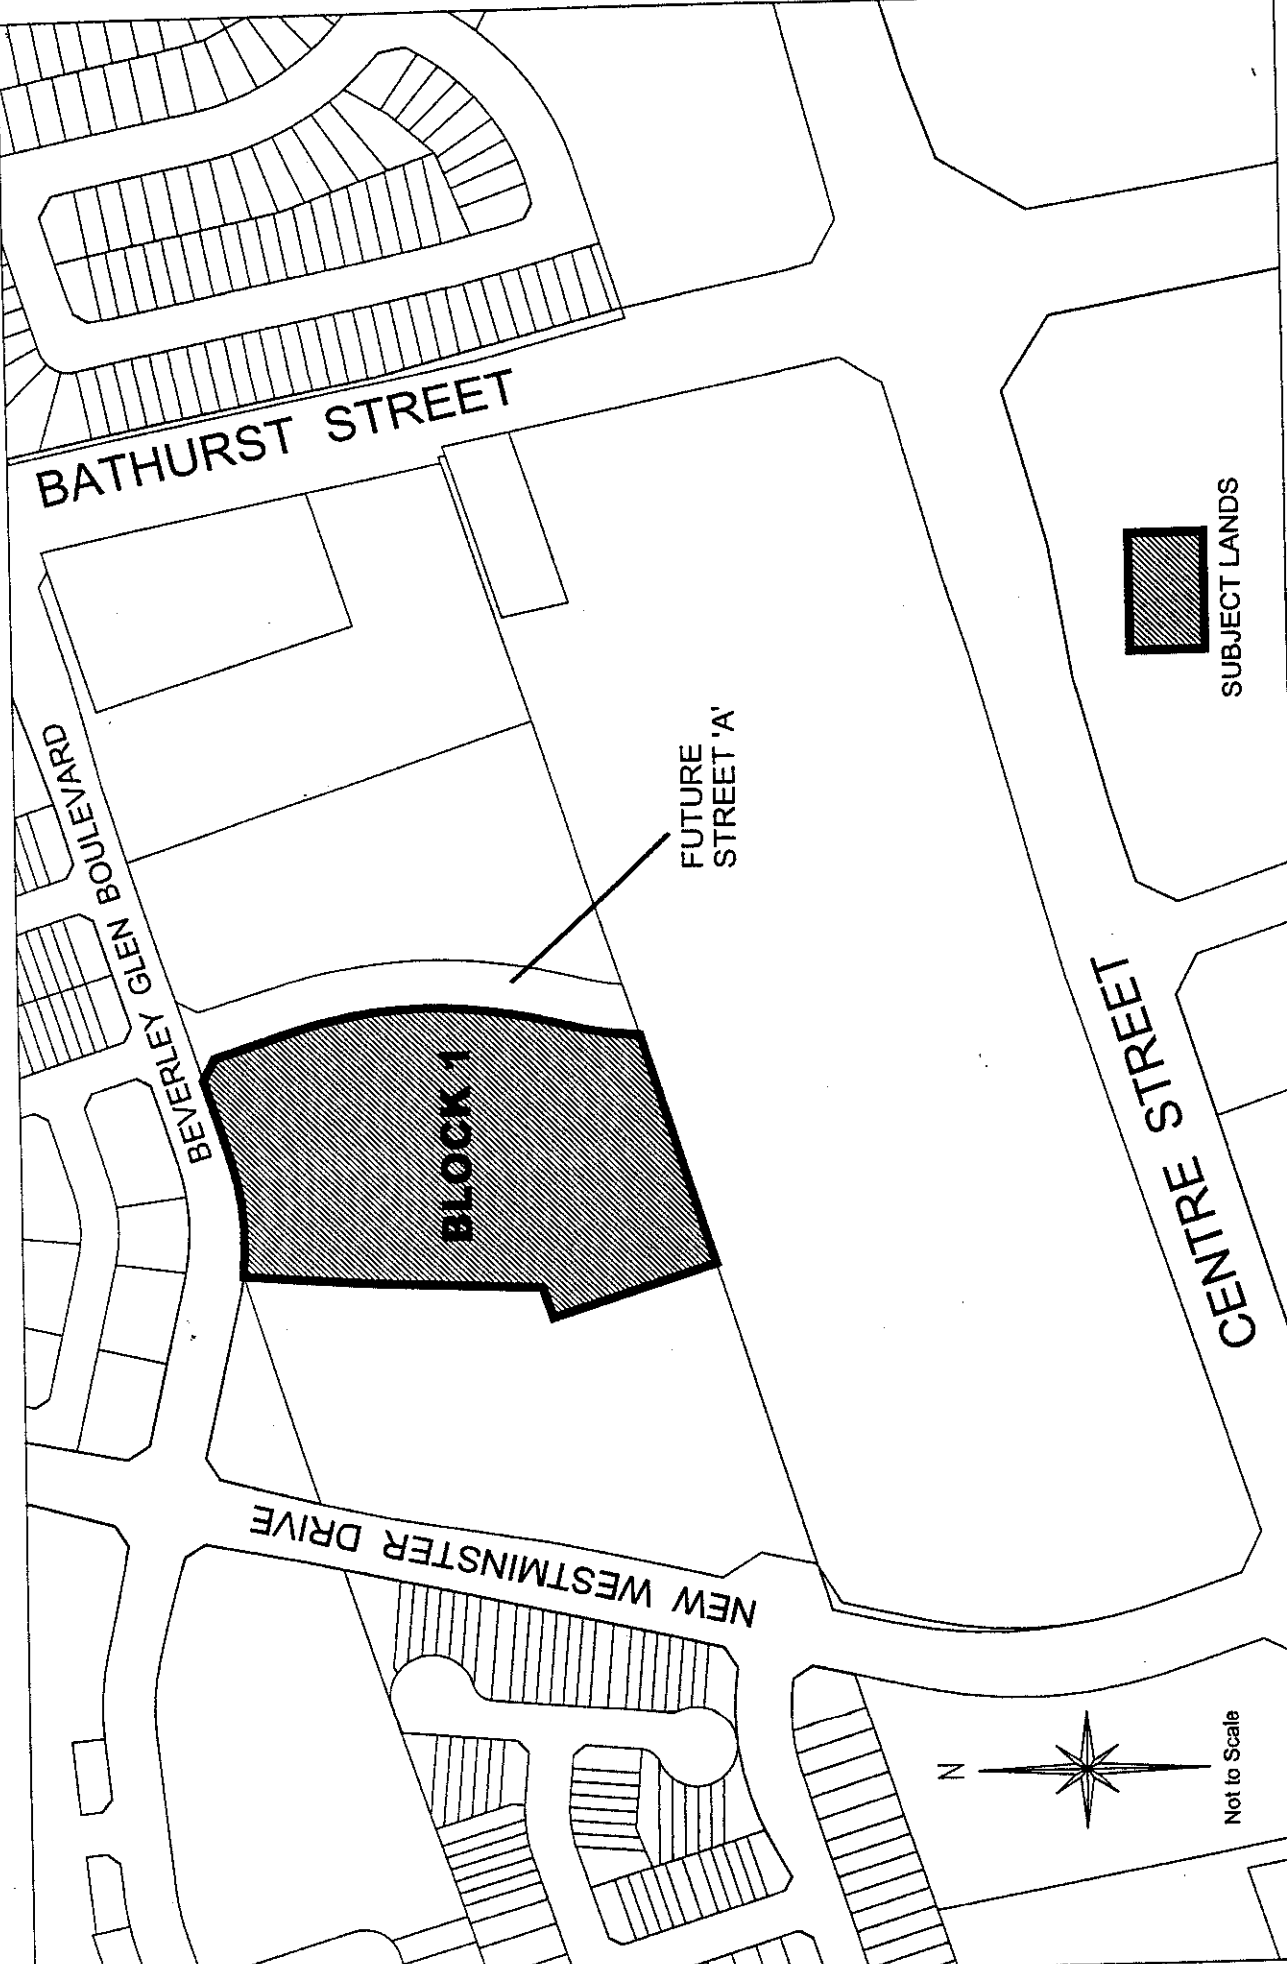 BATHURST STREET
BEVERLEY GLEN BOULEVARD
FUTURE
STREET 'A'
BLOCK 1
NEW WESTMINSTER DRIVE
CENTRE STREET
SUBJECT LANDS
N
Not to Scale